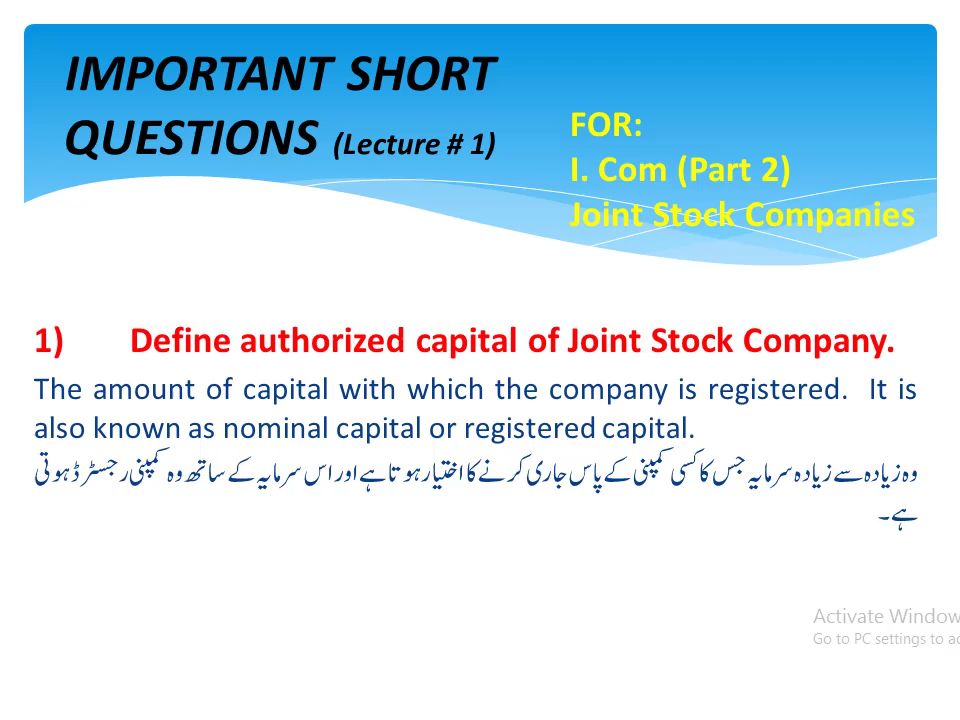 IMPORTANT SHORT
QUESTIONS (Lecture # 1)
FOR:
I. Com (Part 2)
Joint Stock Companies
1) Define authorized capital of Joint Stock Company.
The amount of capital with which the company is registered. It is
also known as nominal capital or registered capital.
وہ زیادہ سے زیادہ سرمایہ جس کا کسی کمپنی کے پاس جاری کرنے کا اختیار ہوتا ہے اور اس سرمایہ کے ساتھ وہ کمپنی رجسٹرڈ ہوتی
ہے۔
Activate Window
Go to PC settings to ac